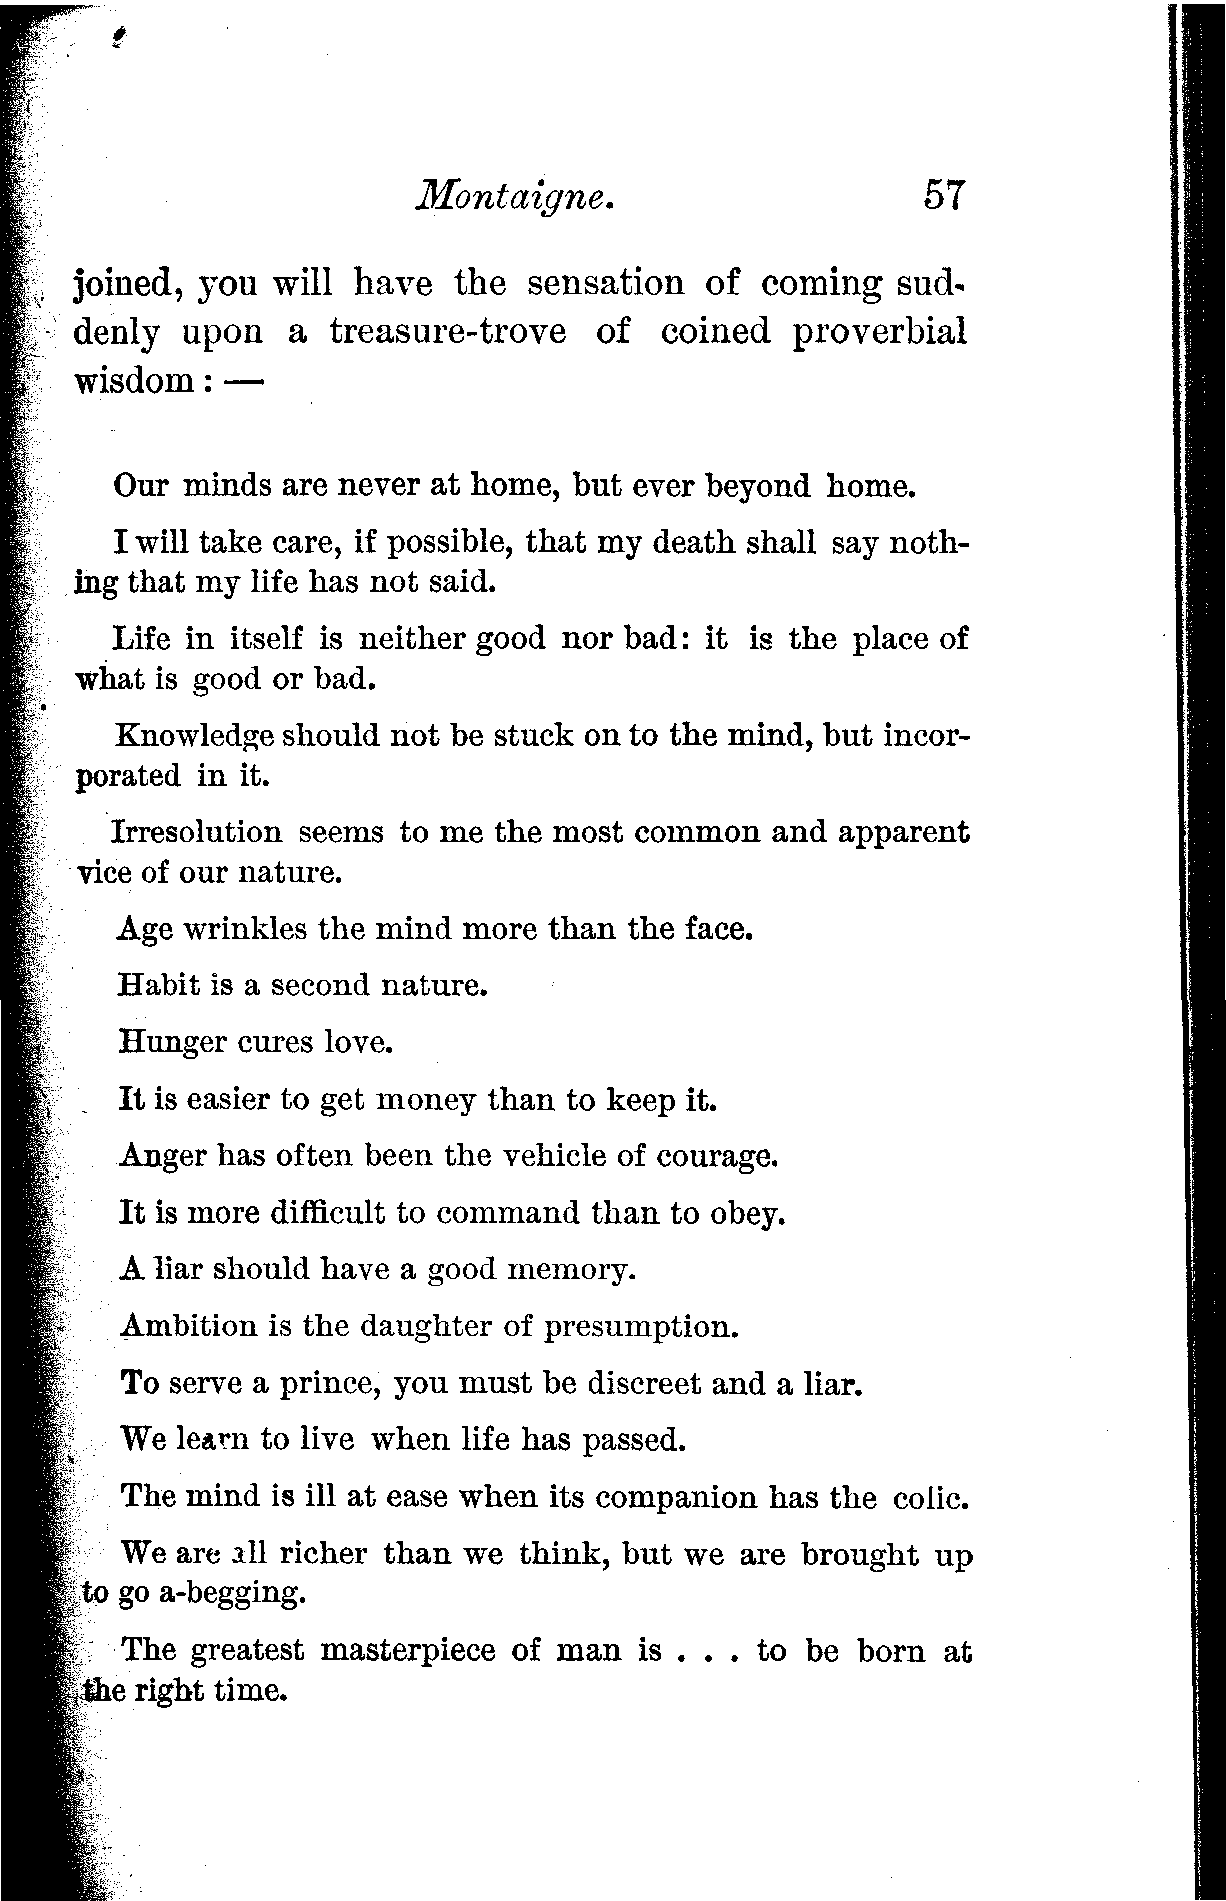 Montaigne. 57
joined, you will have the sensation of coming sud-
denly upon a treasure-trove of coined proverbial
wisdom: —
Our minds are never at home, but ever beyond home.
I will take care, if possible, that my death shall say noth-
ing that my life has not said.
Life in itself is neither good nor bad: it is the place of
what is good or bad.
Knowledge should not be stuck on to the mind, but incor-
porated in it.
Irresolution seems to me the most common and apparent
vice of our nature.
Age wrinkles the mind more than the face.
Habit is a second nature.
Hunger cures love.
It is easier to get money than to keep it.
Anger has often been the vehicle of courage.
It is more difficult to command than to obey.
A liar should have a good memory.
Ambition is the daughter of presumption.
To serve a prince, you must be discreet and a liar.
We learn to live when life has passed.
The mind is ill at ease when its companion has the colic.
We are all richer than we think, but we are brought up
to go a-begging.
The greatest masterpiece of man is . . . to be born at
the right time.